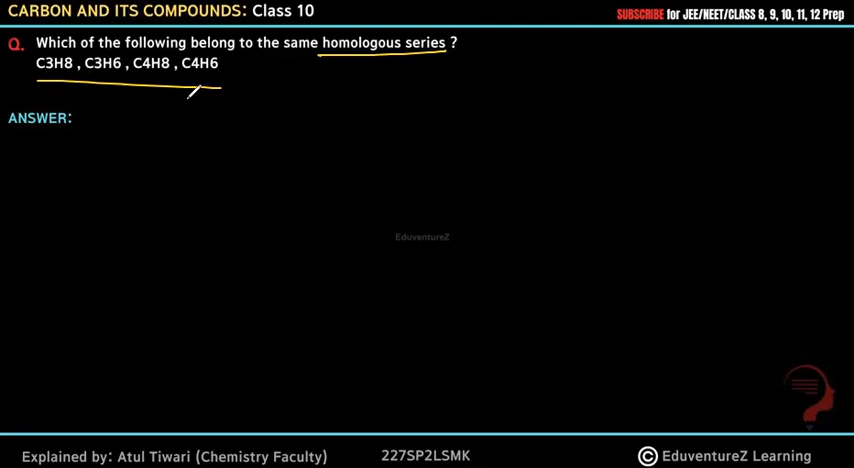 CARBON AND ITS COMPOUNDS: Class 10
SUBSCRIBE for JEE/NEET/CLASS 8, 9, 10, 11, 12 Prep
Q. Which of the following belong to the same homologous series ?
C3H8 , C3H6 , C4H8 , C4H6
ANSWER:
EduventureZ
Explained by: Atul Tiwari (Chemistry Faculty)
227SP2LSMK
© EduventureZ Learning